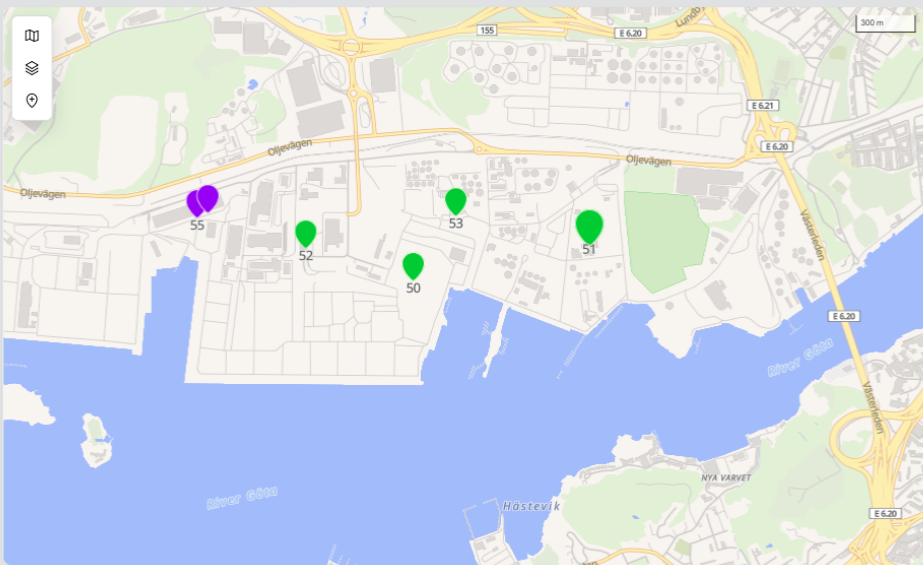 155
E 6.20
Lundby
300 m
E 6.21
E 6.20
Oljevägen
Oljevägen
Oljevägen
55
53
52
51
50
Västerleden
E 6.20
River Göta
Västerleden
River Göta
NYA VARVET
Hästevik
E 6.20